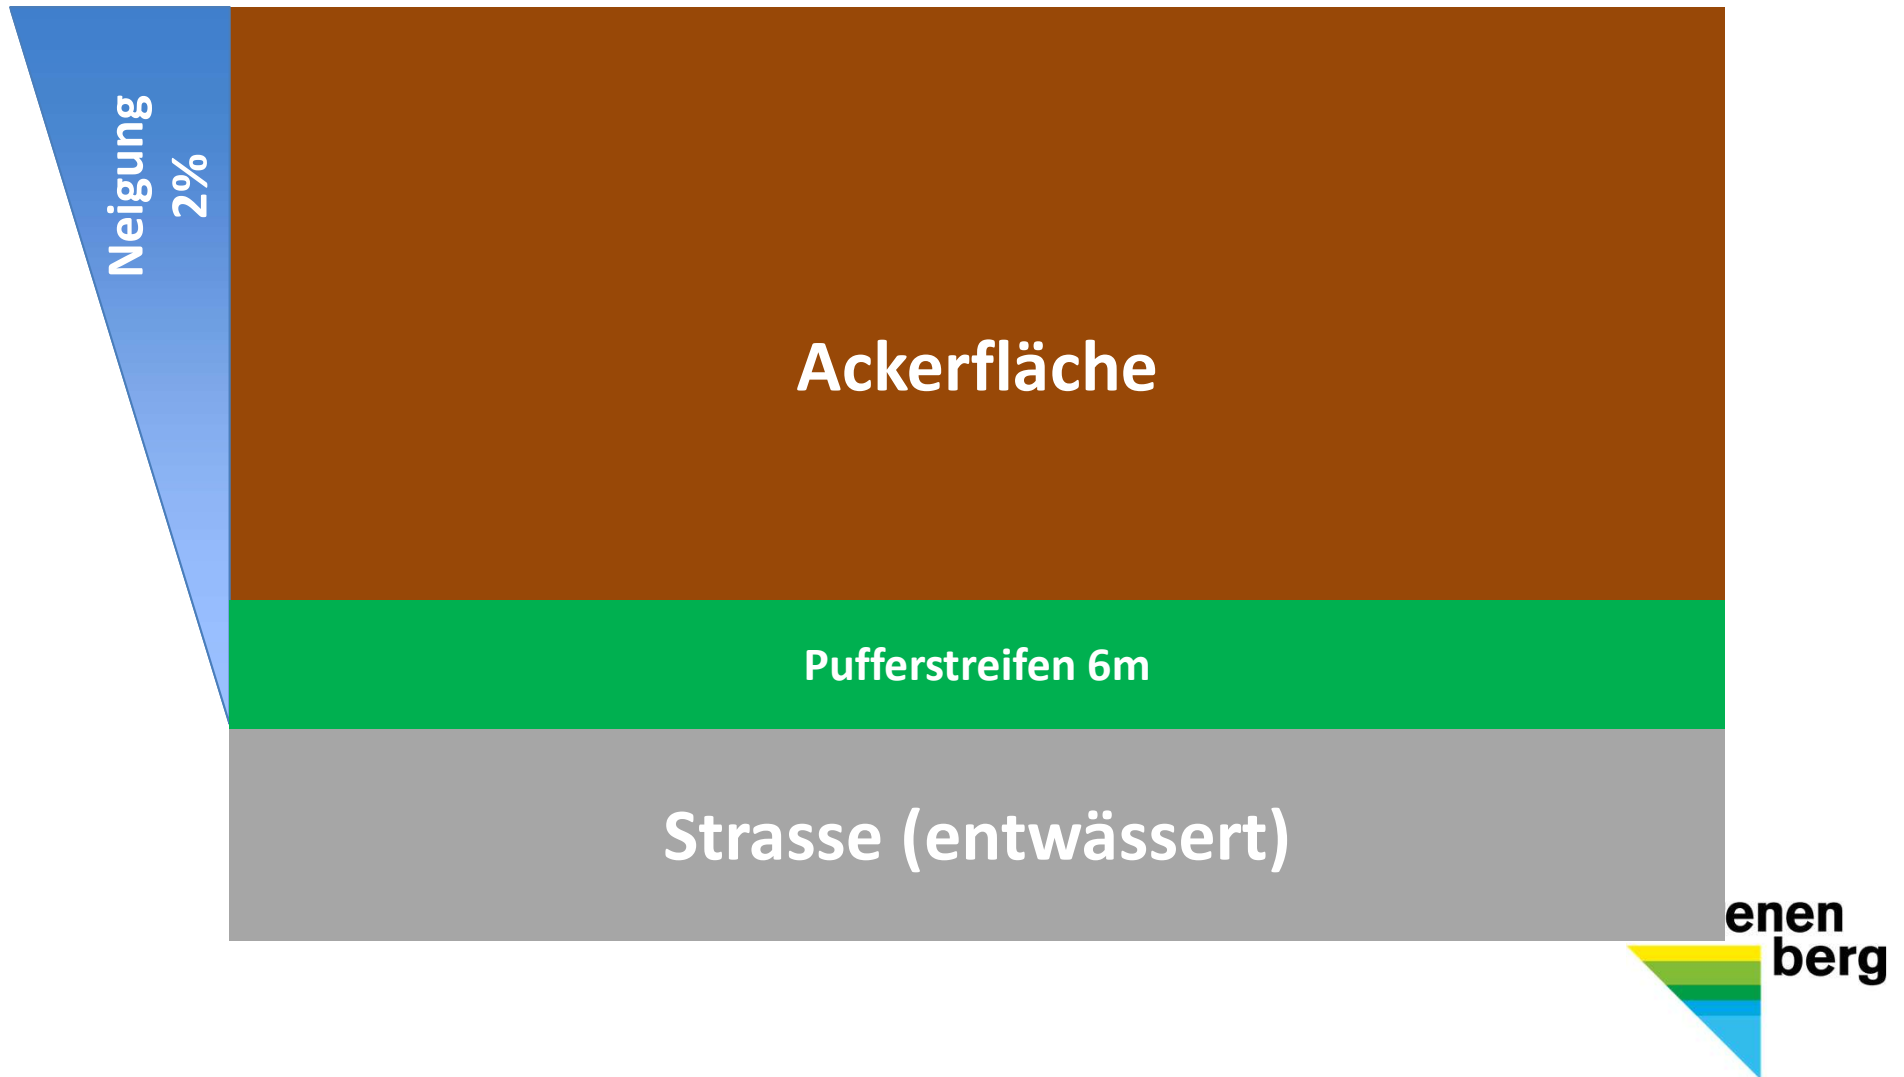 Neigung
2%
Ackerfläche
Pufferstreifen 6m
Strasse (entwässert)
enen
berg